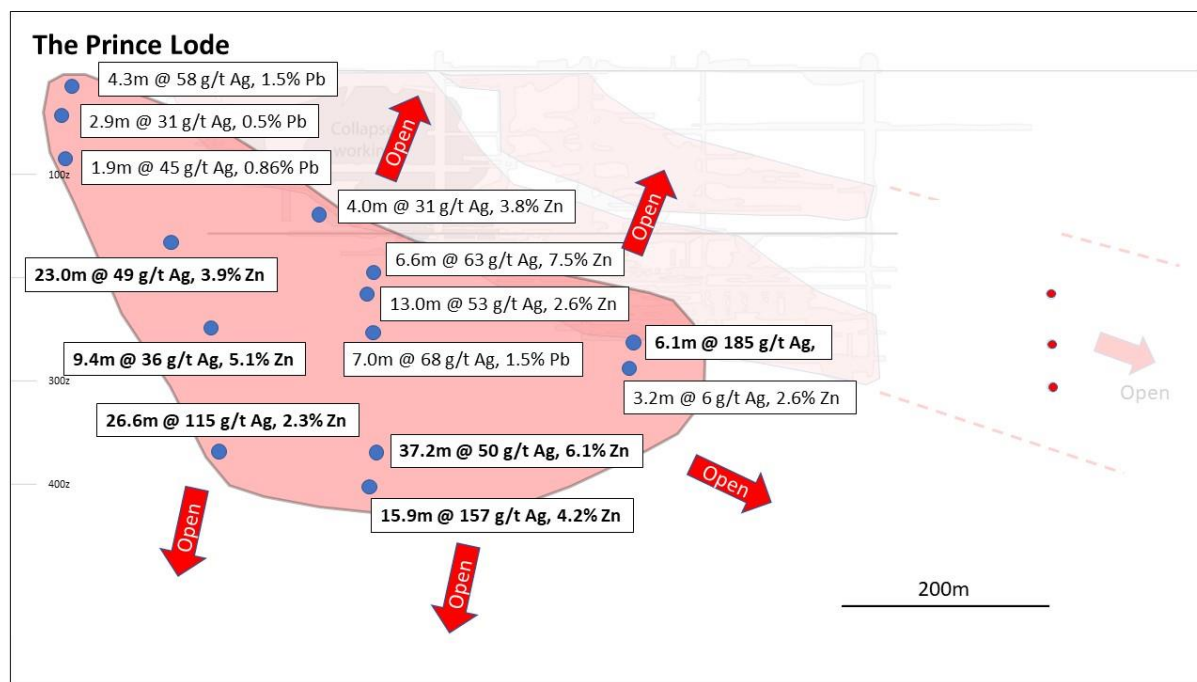 The Prince Lode
4.3m @ 58 g/t Ag, 1.5% Pb
2.9m @ 31 g/t Ag, 0.5% Pb
Collapse
working
Open
1.9m @ 45 g/t Ag, 0.86% Pb
100z
Open
4.0m @ 31 g/t Ag, 3.8% Zn
6.6m @ 63 g/t Ag, 7.5% Zn
23.0m @ 49 g/t Ag, 3.9% Zn
13.0m @ 53 g/t Ag, 2.6% Zn
9.4m @ 36 g/t Ag, 5.1% Zn
7.0m @ 68 g/t Ag, 1.5% Pb
6.1m @ 185 g/t Ag,
300z
3.2m @ 6 g/t Ag, 2.6% Zn
Open
26.6m @ 115 g/t Ag, 2.3% Zn
37.2m @ 50 g/t Ag, 6.1% Zn
Open
400z
15.9m @ 157 g/t Ag, 4.2% Zn
Open
Open
200m